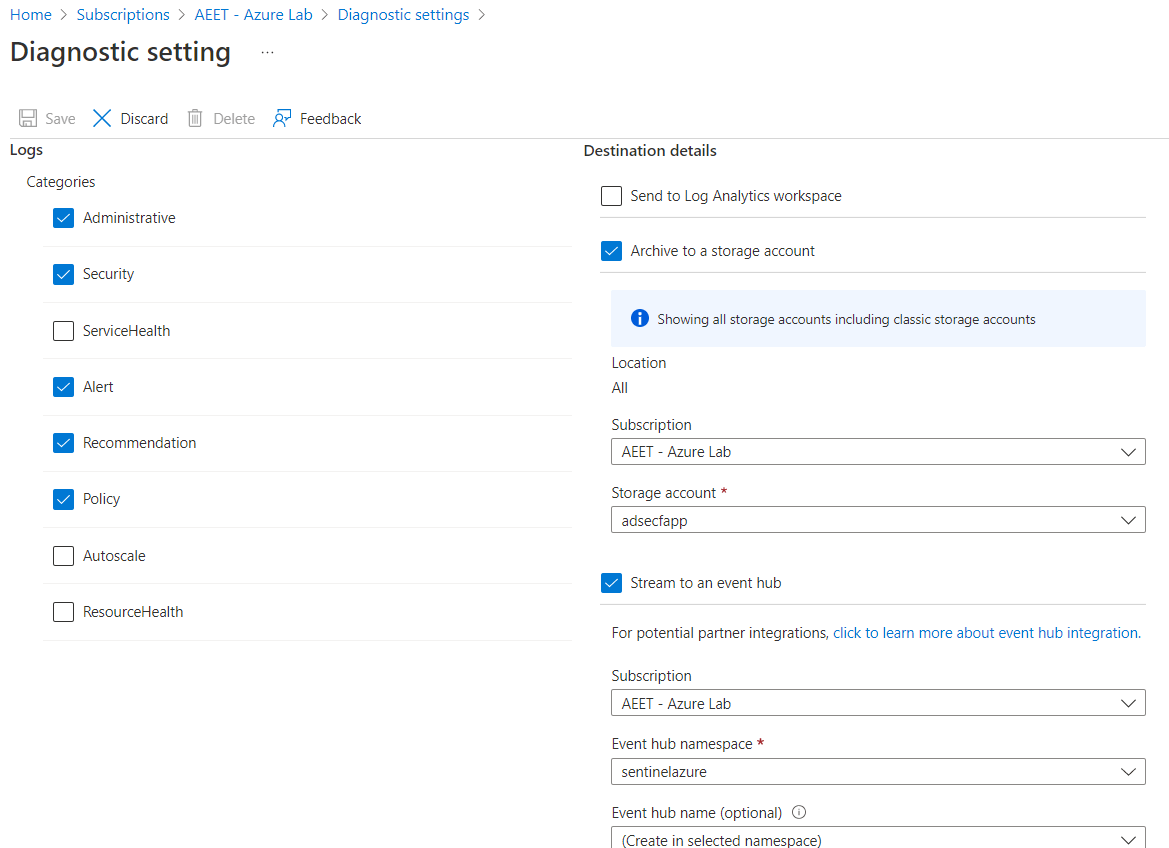 Home > Subscriptions > AEET - Azure Lab > Diagnostic settings >
Diagnostic setting ...
Save Discard Delete Feedback
Logs
Categories
Administrative
Security
ServiceHealth
Alert
Recommendation
Policy
Autoscale
ResourceHealth
Destination details
Send to Log Analytics workspace
Archive to a storage account
Showing all storage accounts including classic storage accounts
Location
All
Subscription
AEET - Azure Lab
Storage account *
adsecfapp
Stream to an event hub
For potential partner integrations, click to learn more about event hub integration.
Subscription
AEET - Azure Lab
Event hub namespace *
sentinelazure
Event hub name (optional)
(Create in selected namespace)